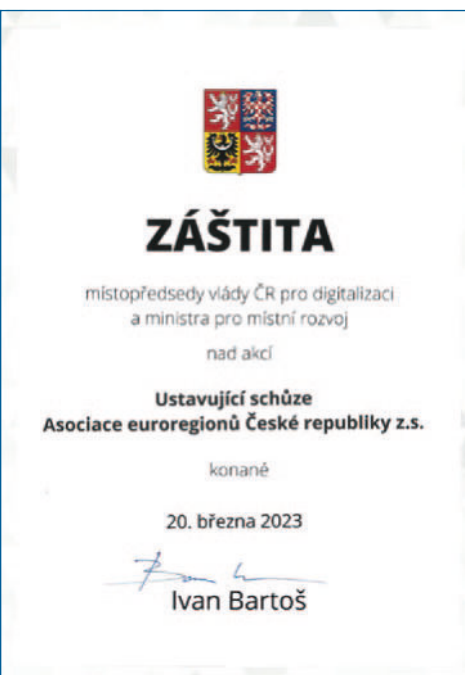 ZÁŠTITA
místopředsedy vlády ČR pro digitalizaci
a ministra pro místní rozvoj
nad akcí
Ustavující schůze
Asociace euroregionů České republiky z.s.
konané
20. března 2023
Ivan Bartoš